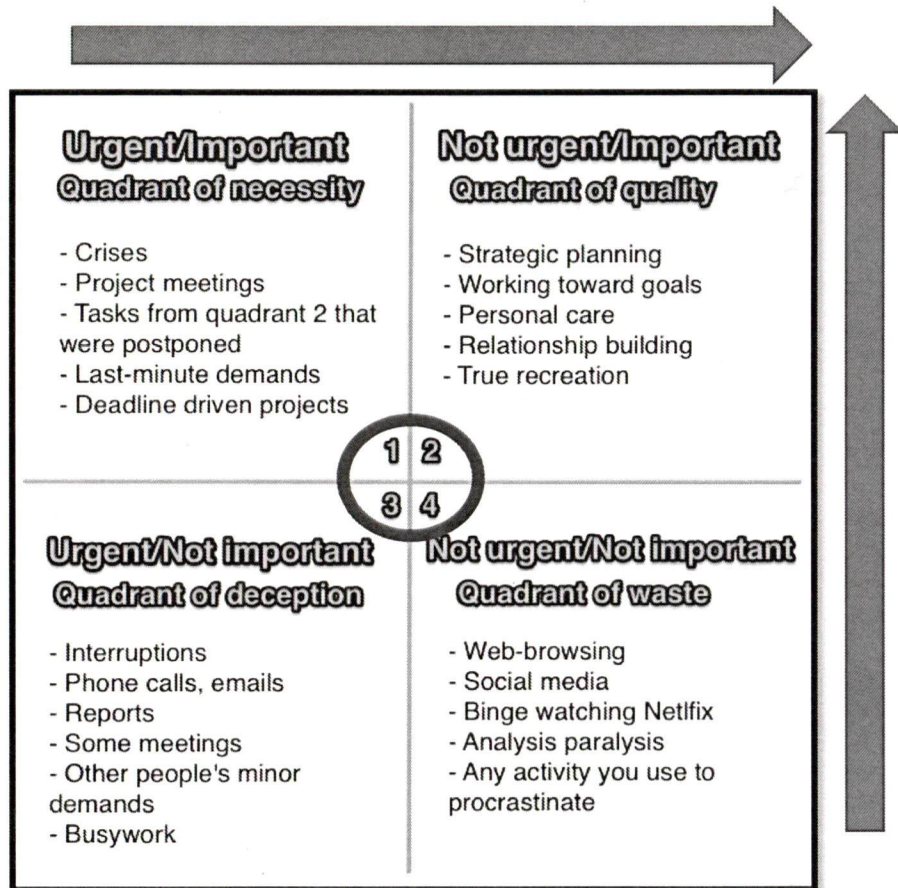 Urgent/Important
Quadrant of necessity
- Crises
- Project meetings
- Tasks from quadrant 2 that
were postponed
- Last-minute demands
- Deadline driven projects
Not urgent/Important
Quadrant of quality
- Strategic planning
- Working toward goals
- Personal care
- Relationship building
- True recreation
1 2
3 4
Urgent/Not important
Quadrant of deception
- Interruptions
- Phone calls, emails
- Reports
- Some meetings
- Other people's minor
demands
- Busywork
Not urgent/Not important
Quadrant of waste
- Web-browsing
- Social media
- Binge watching Netlfix
- Analysis paralysis
- Any activity you use to
procrastinate